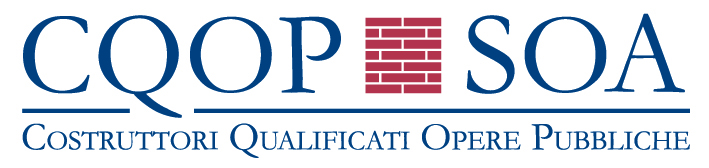 CQOP SOA
COSTRUTTORI QUALIFICATI OPERE PUBBLICHE